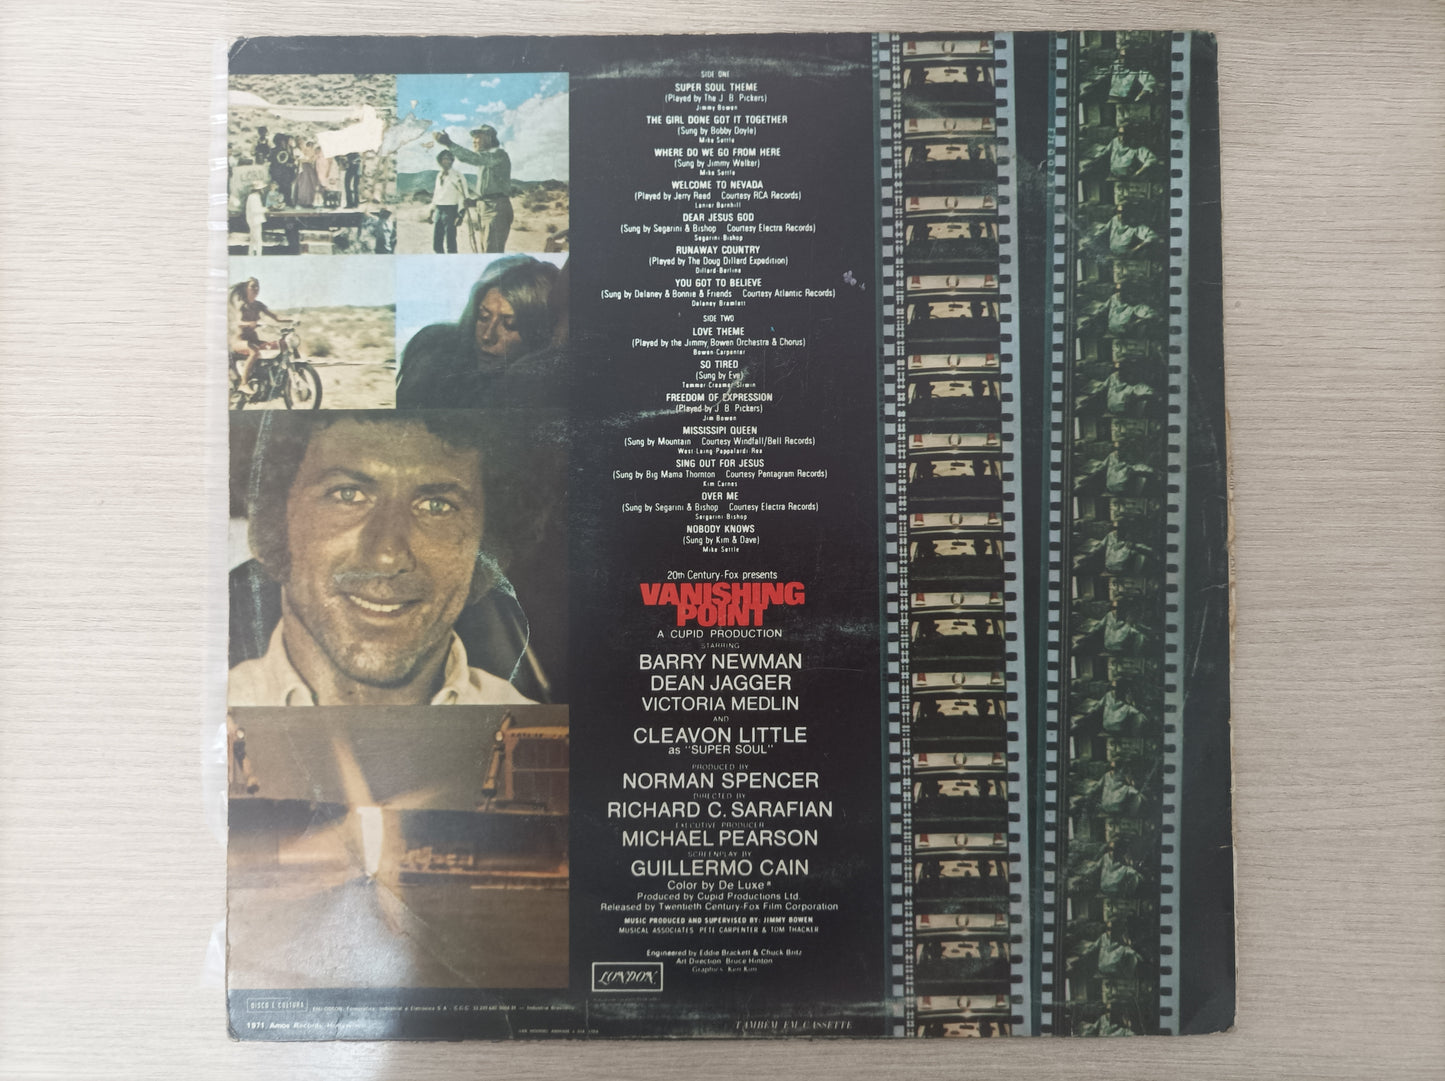 SIDE ONE
SUPER SOUL THEME
(Played by The J. B. Pickers)
Jimmy Bowen
THE GIRL DONE GOT IT TOGETHER
(Sung by Bobby Doyle)
Mike Settle
WHERE DO WE GO FROM HERE
(Sung by Jimmy Walker)
Mike Settle
WELCOME TO NEVADA
(Played by Jerry Reed Courtesy RCA Records)
Lanier Barnhill
DEAR JESUS GOD
(Sung by Segarini & Bishop Courtesy Electra Records)
Segarini Bishop
RUNAWAY COUNTRY
(Played by The Doug Dillard Expedition)
Dillard-Berline
YOU GOT TO BELIEVE
(Sung by Delaney & Bonnie & Friends Courtesy Atlantic Records)
Delaney Bramlett
SIDE TWO
LOVE THEME
(Played by the Jimmy Bowen Orchestra & Chorus)
Bowen Carpenter
SO TIRED
(Sung by Eve)
FREEDOM OF EXPRESSION
(Played by J. B. Pickers)
Jim Bowen
MISSISSIPI QUEEN
(Sung by Mountain Courtesy Windfall/Bell Records)
West Laing Pappalardi Rea
SING OUT FOR JESUS
(Sung by Big Mama Thornton Courtesy Pentagram Records)
Kim Carnes
OVER ME
(Sung by Segarini & Bishop Courtesy Electra Records)
Sergarini Bishop
NOBODY KNOWS
(Sung by Kim & Dave)
Mike Settle
20th Century-Fox presents
VANISHING
POINT
A CUPID PRODUCTION
STARRING
BARRY NEWMAN
DEAN JAGGER
VICTORIA MEDLIN
AND
CLEAVON LITTLE
as "SUPER SOUL"
PRODUCED BY
NORMAN SPENCER
DIRECTED BY
RICHARD C. SARAFIAN
EXECUTIVE PRODUCER
MICHAEL PEARSON
SCREENPLAY BY
GUILLERMO CAIN
Color by De Luxe®
Produced by Cupid Productions Ltd.
Released by Twentieth Century-Fox Film Corporation
MUSIC PRODUCED AND SUPERVISED BY: JIMMY BOWEN
MUSICAL ASSOCIATES PETE CARPENTER & TOM THACKER
Engineered by Eddie Brackett & Chuck Britz
Art Direction Bruce Hinton
Graphics Ken Kim
LONDON
DISCO É CULTURA
1971 Amos Records
TAMBÉM EM CASSETTE